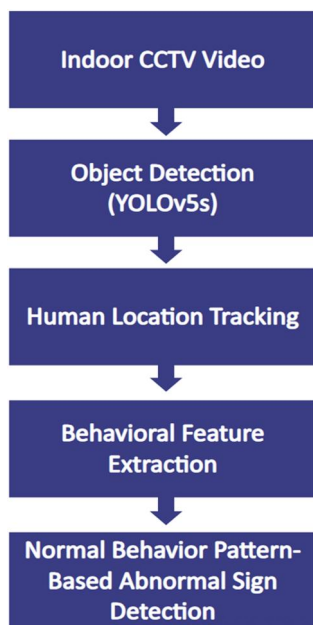 Indoor CCTV Video
Object Detection
(YOLOv5s)
Human Location Tracking
Behavioral Feature
Extraction
Normal Behavior Pattern-
Based Abnormal Sign
Detection